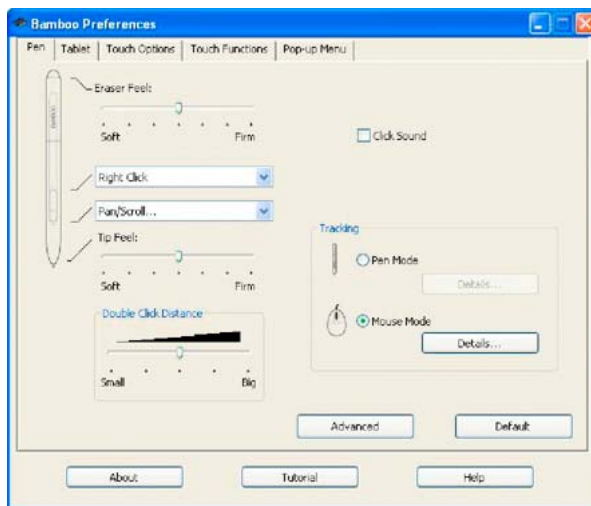 Bamboo Preferences
Pen Tablet Touch Options Touch Functions Pop-up Menu
Eraser Feel:
Soft Firm
Click Sound
Right Click
Pan/Scroll...
Tip Feel:
Soft Firm
Tracking
Pen Mode
Details...
Mouse Mode
Details...
Double Click Distance
Small Big
Advanced Default
About Tutorial Help
BAMBOO